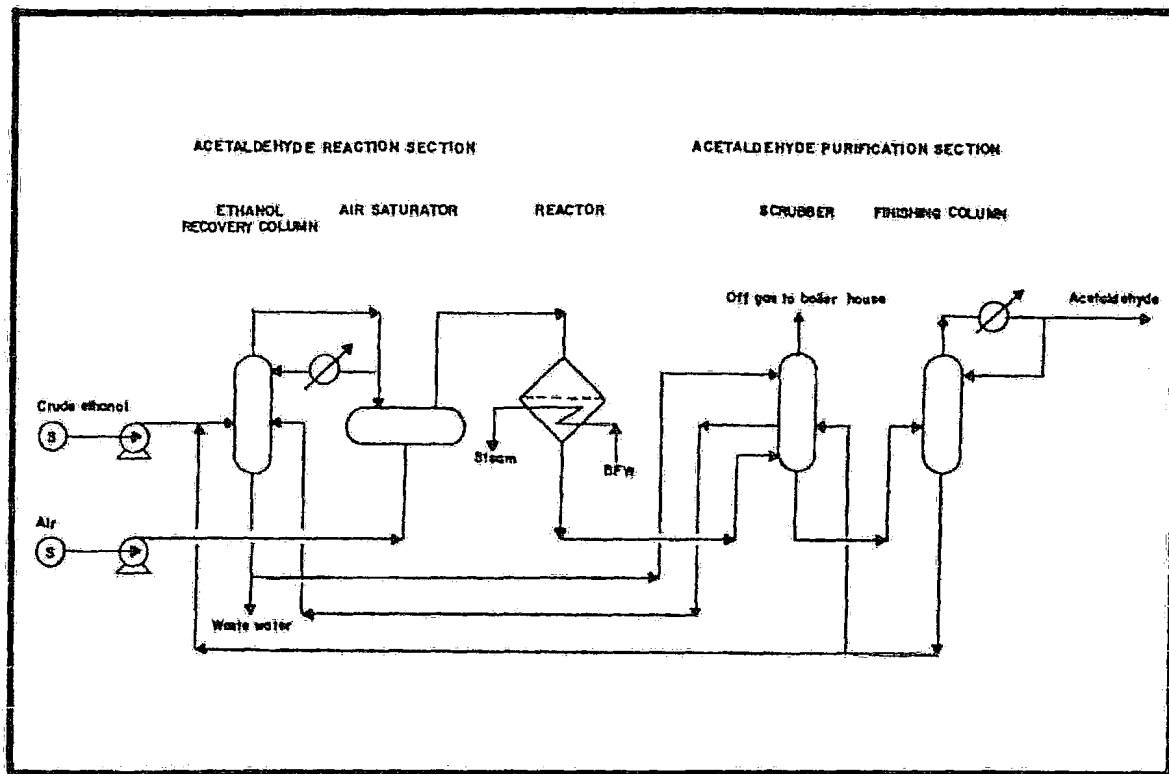 ACETALDEHYDE REACTION SECTION
ACETALDEHYDE PURIFICATION SECTION
ETHANOL
RECOVERY COLUMN
AIR SATURATOR
REACTOR
SCRUBBER
FINISHING COLUMN
Off gas to boiler house
Acetaldehyde
Crude ethanol
S
Steam
BFW
Air
S
Waste water